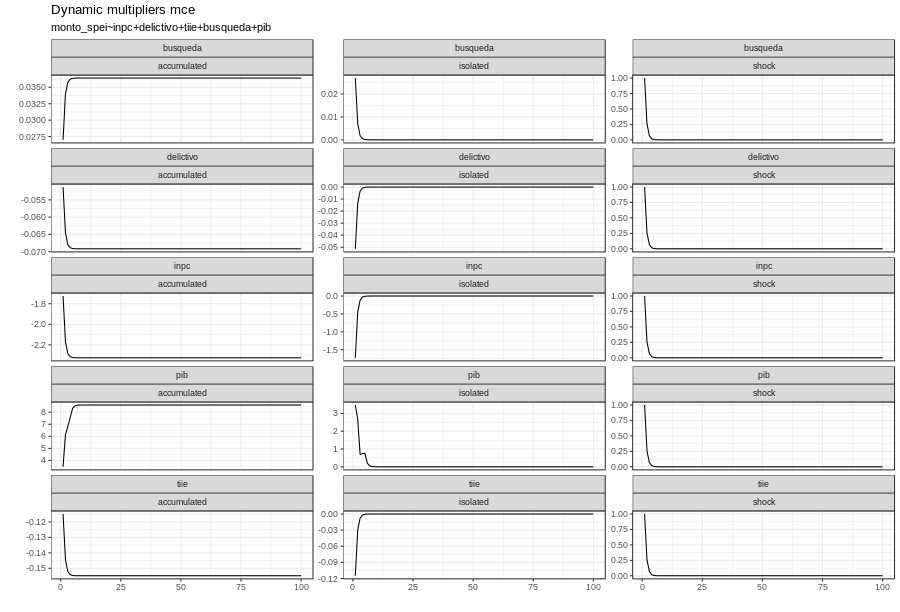 Dynamic multipliers mce
monto_spei~inpc+delictivo+tiie+busqueda+pib
busqueda busqueda busqueda
accumulated isolated shock
0.0350 0.02 1.00
0.0325 0.75
0.0300 0.01 0.50
0.0275 0.25
0.00 0.00
delictivo delictivo delictivo
accumulated isolated shock
-0.055 0.00 1.00
-0.060 -0.01 0.75
-0.065 -0.02 0.50
-0.070 -0.03 0.25
-0.04 0.00
-0.05
inpc inpc inpc
accumulated isolated shock
-1.8 0.0 1.00
-2.0 -0.5 0.75
-2.2 -1.0 0.50
-1.5 0.25
0.00
pib pib pib
accumulated isolated shock
8 3 1.00
7 2 0.75
6 1 0.50
5 0 0.25
4 0.00
tiie tiie tiie
accumulated isolated shock
-0.12 0.00 1.00
-0.13 -0.03 0.75
-0.14 -0.06 0.50
-0.15 -0.09 0.25
-0.12 0.00
0 25 50 75 100 0 25 50 75 100 0 25 50 75 100